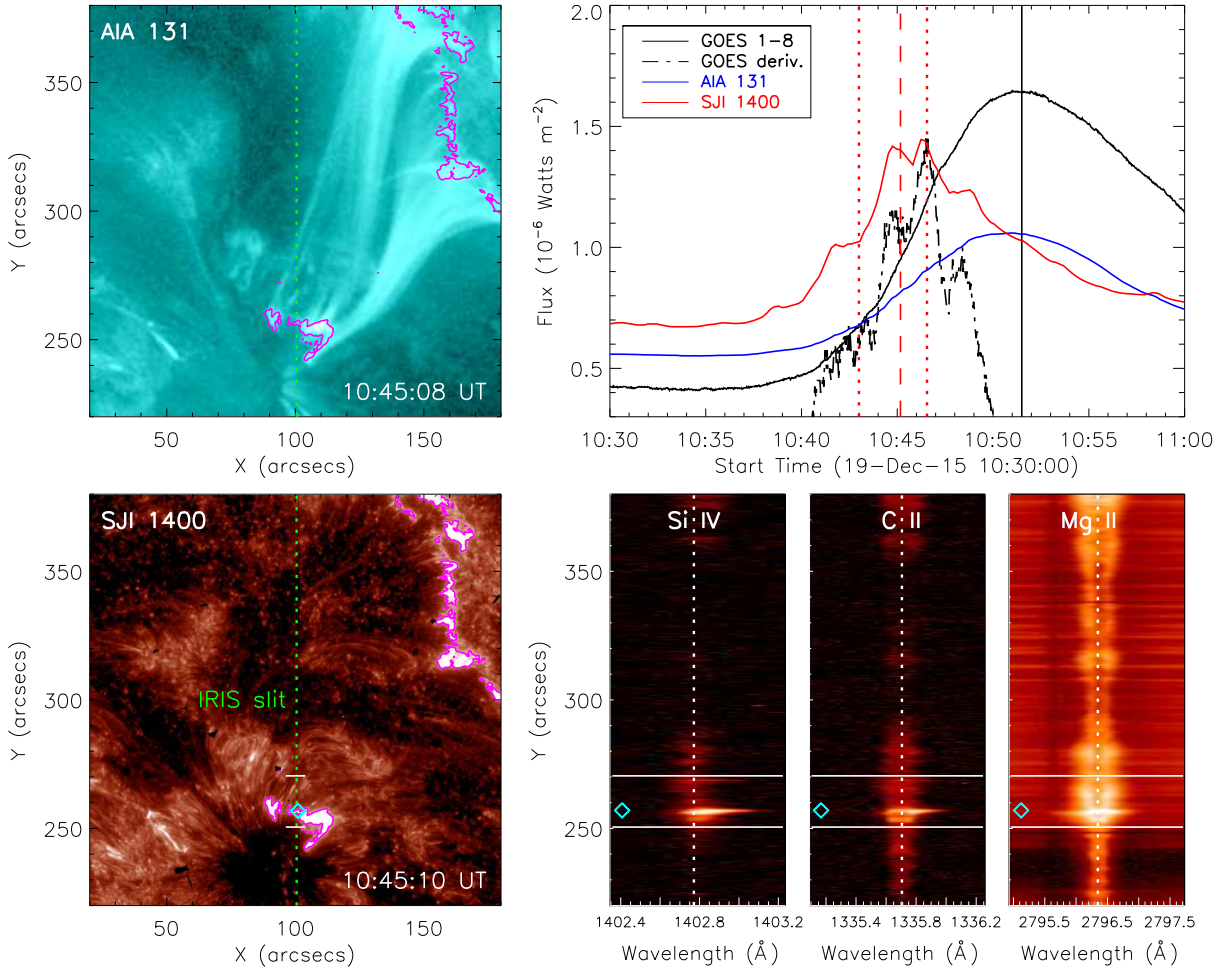 AIA 131
10:45:08 UT
350
300
250
50
100
150
X (arcsecs)
Y (arcsecs)
GOES 1-8
GOES deriv.
AIA 131
SJI 1400
2.0
1.5
1.0
0.5
Flux (10⁻⁶ Watts m⁻²)
10:30
10:35
10:40
10:45
10:50
10:55
11:00
Start Time (19-Dec-15 10:30:00)
SJI 1400
IRIS slit
10:45:10 UT
350
300
250
50
100
150
X (arcsecs)
Y (arcsecs)
Si IV
C II
Mg II
350
300
250
Y (arcsecs)
1402.4
1402.8
1403.2
Wavelength (Å)
1335.4
1335.8
1336.2
Wavelength (Å)
2795.5
2796.5
2797.5
Wavelength (Å)